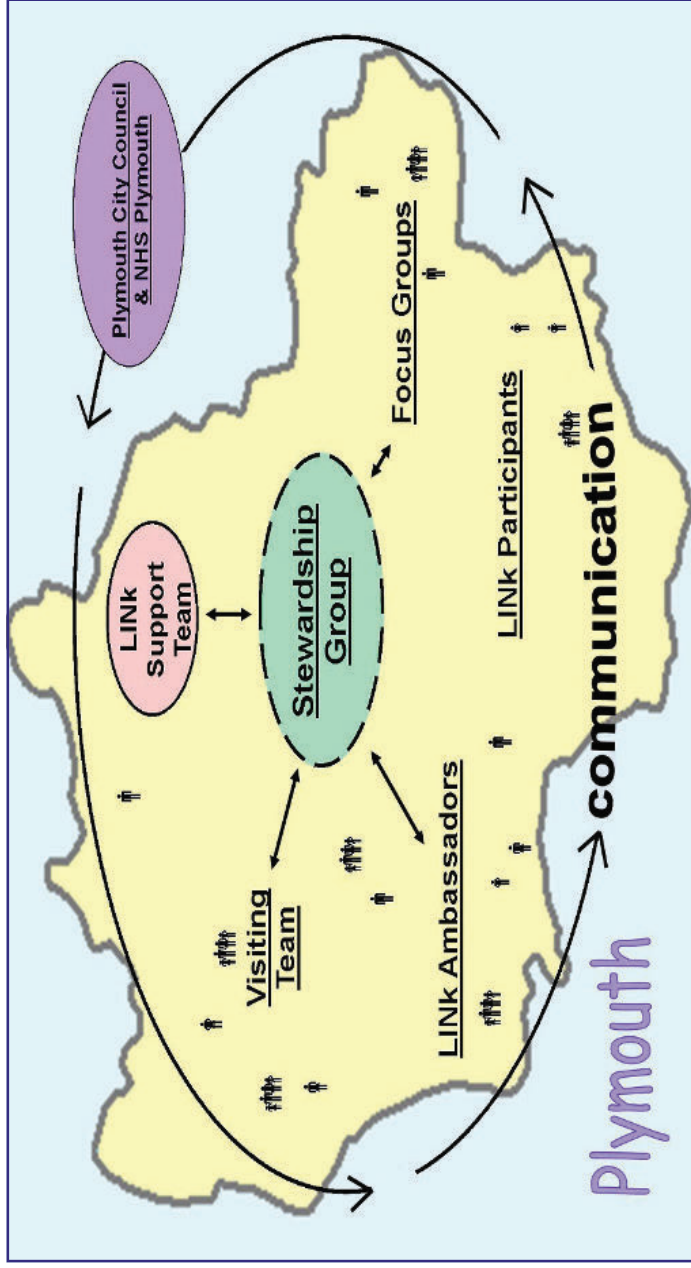 Plymouth City Council
& NHS Plymouth
LINk
Support
Team
Stewardship
Group
Visiting
Team
Focus Groups
LINk Ambassadors
LINk Participants
communication
Plymouth